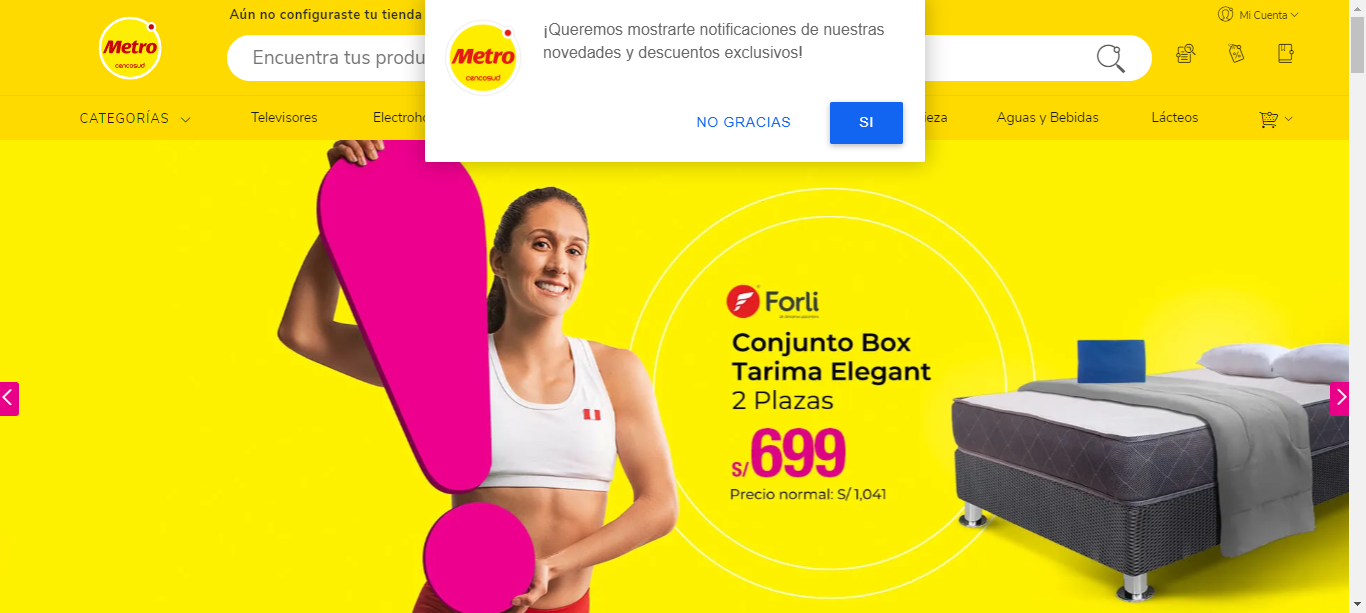 Aún no configuraste tu tienda
Mi Cuenta
Metro
cencosud
Encuentra tus produ
Metro
cencosud
¡Queremos mostrarte notificaciones de nuestras
novedades y descuentos exclusivos!
NO GRACIAS
SI
CATEGORÍAS
Televisores
Electroho
ieza
Aguas y Bebidas
Lácteos
Forli
Conjunto Box
Tarima Elegant
2 Plazas
S/ 699
Precio normal: S/ 1,041